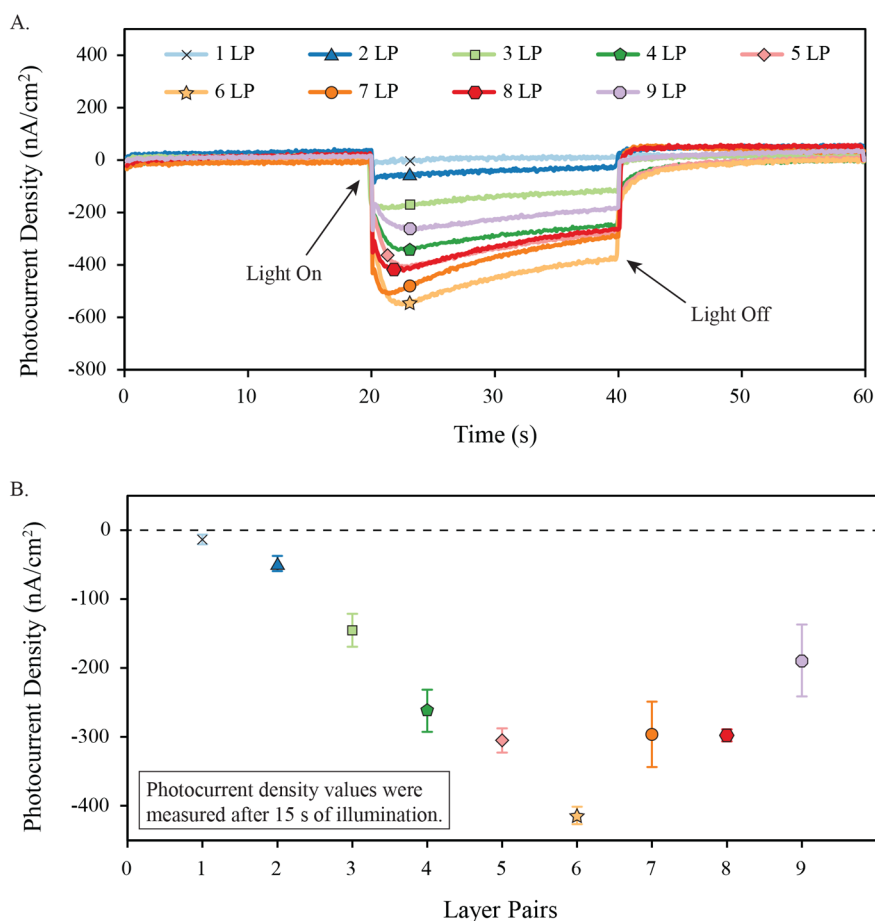 A.
Photocurrent Density (nA/cm²)
400
200
0
-200
-400
-600
-800
1 LP 2 LP 3 LP 4 LP 5 LP
6 LP 7 LP 8 LP 9 LP
Light On
Light Off
0 10 20 30 40 50 60
Time (s)
B.
Photocurrent Density (nA/cm²)
0
-100
-200
-300
-400
Photocurrent density values were
measured after 15 s of illumination.
0 1 2 3 4 5 6 7 8 9
Layer Pairs